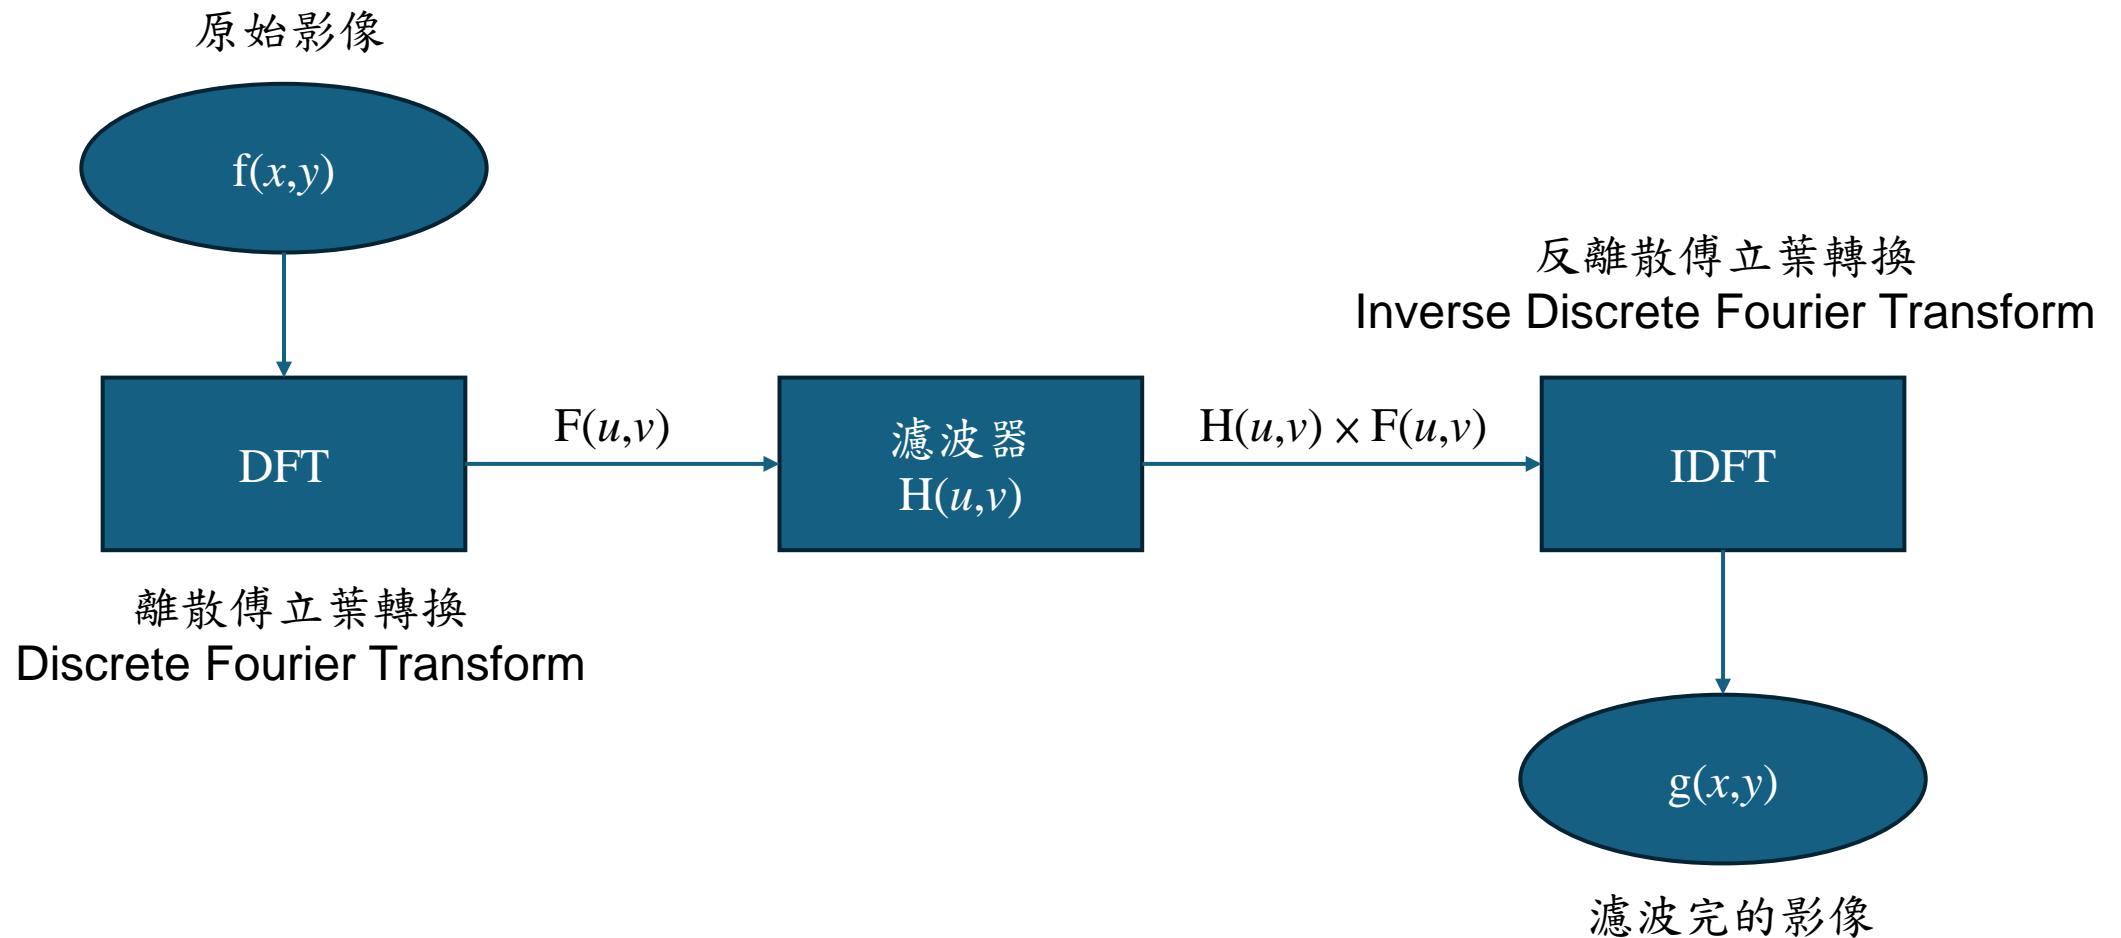 原始影像
f(x,y)
反離散傅立葉轉換
Inverse Discrete Fourier Transform
DFT
F(u,v)
濾波器
H(u,v)
H(u,v) × F(u,v)
IDFT
離散傅立葉轉換
Discrete Fourier Transform
g(x,y)
濾波完的影像